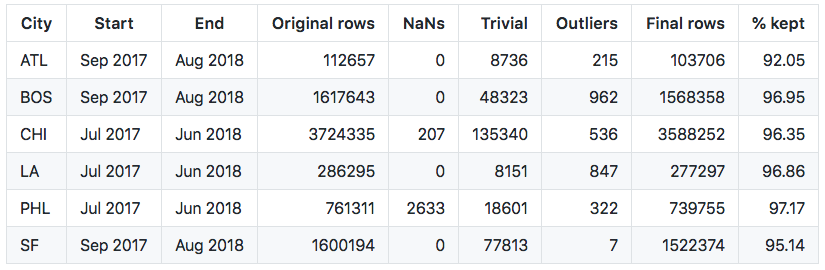 City Start End Original rows NaNs Trivial Outliers Final rows % kept
ATL Sep 2017 Aug 2018 112657 0 8736 215 103706 92.05
BOS Sep 2017 Aug 2018 1617643 0 48323 962 1568358 96.95
CHI Jul 2017 Jun 2018 3724335 207 135340 536 3588252 96.35
LA Jul 2017 Jun 2018 286295 0 8151 847 277297 96.86
PHL Jul 2017 Jun 2018 761311 2633 18601 322 739755 97.17
SF Sep 2017 Aug 2018 1600194 0 77813 7 1522374 95.14